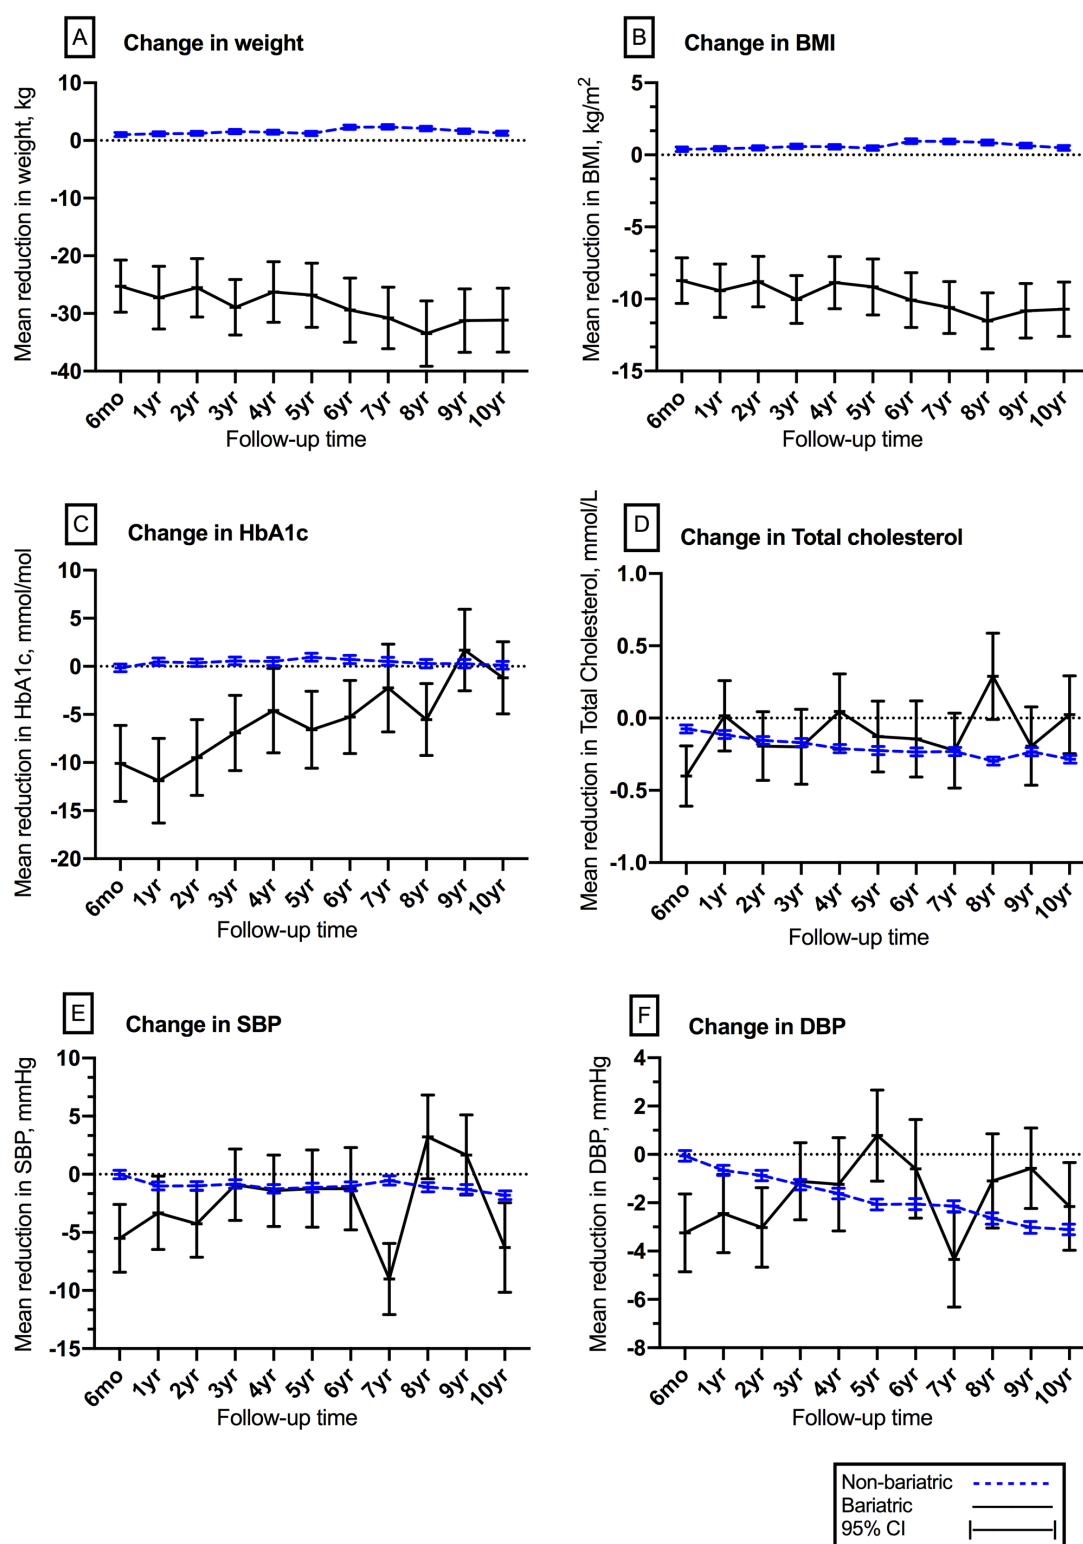 A Change in weight
Mean reduction in weight, kg
10
0
-10
-20
-30
-40
6mo 1yr 2yr 3yr 4yr 5yr 6yr 7yr 8yr 9yr 10yr
Follow-up time
B Change in BMI
Mean reduction in BMI, kg/m²
5
0
-5
-10
-15
6mo 1yr 2yr 3yr 4yr 5yr 6yr 7yr 8yr 9yr 10yr
Follow-up time
C Change in HbA1c
Mean reduction in HbA1c, mmol/mol
10
5
0
-5
-10
-15
-20
6mo 1yr 2yr 3yr 4yr 5yr 6yr 7yr 8yr 9yr 10yr
Follow-up time
D Change in Total cholesterol
Mean reduction in Total Cholesterol, mmol/L
1.0
0.5
0.0
-0.5
-1.0
6mo 1yr 2yr 3yr 4yr 5yr 6yr 7yr 8yr 9yr 10yr
Follow-up time
E Change in SBP
Mean reduction in SBP, mmHg
10
5
0
-5
-10
-15
6mo 1yr 2yr 3yr 4yr 5yr 6yr 7yr 8yr 9yr 10yr
Follow-up time
F Change in DBP
Mean reduction in DBP, mmHg
4
2
0
-2
-4
-6
-8
6mo 1yr 2yr 3yr 4yr 5yr 6yr 7yr 8yr 9yr 10yr
Follow-up time
Non-bariatric
Bariatric
95% CI